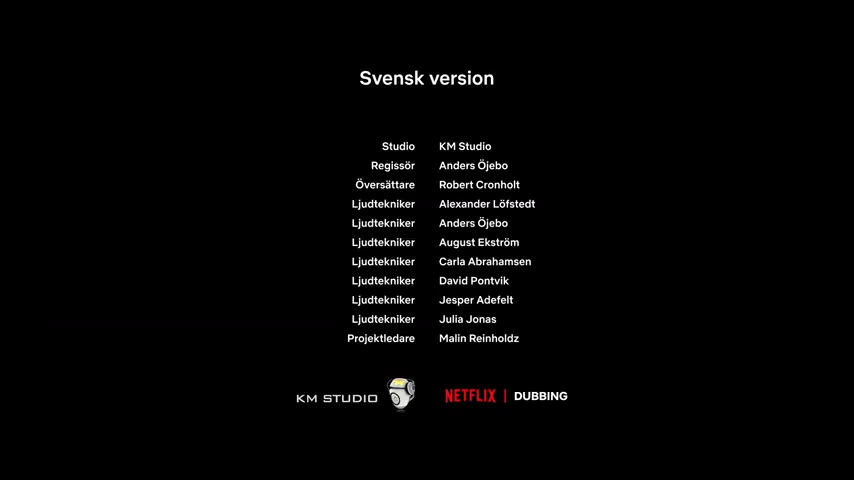 Svensk version
Studio KM Studio
Regissör Anders Öjebo
Översättare Robert Cronholt
Ljudtekniker Alexander Löfstedt
Ljudtekniker Anders Öjebo
Ljudtekniker August Ekström
Ljudtekniker Carla Abrahamsen
Ljudtekniker David Pontvik
Ljudtekniker Jesper Adefelt
Ljudtekniker Julia Jonas
Projektledare Malin Reinholdz
KM STUDIO NETFLIX | DUBBING